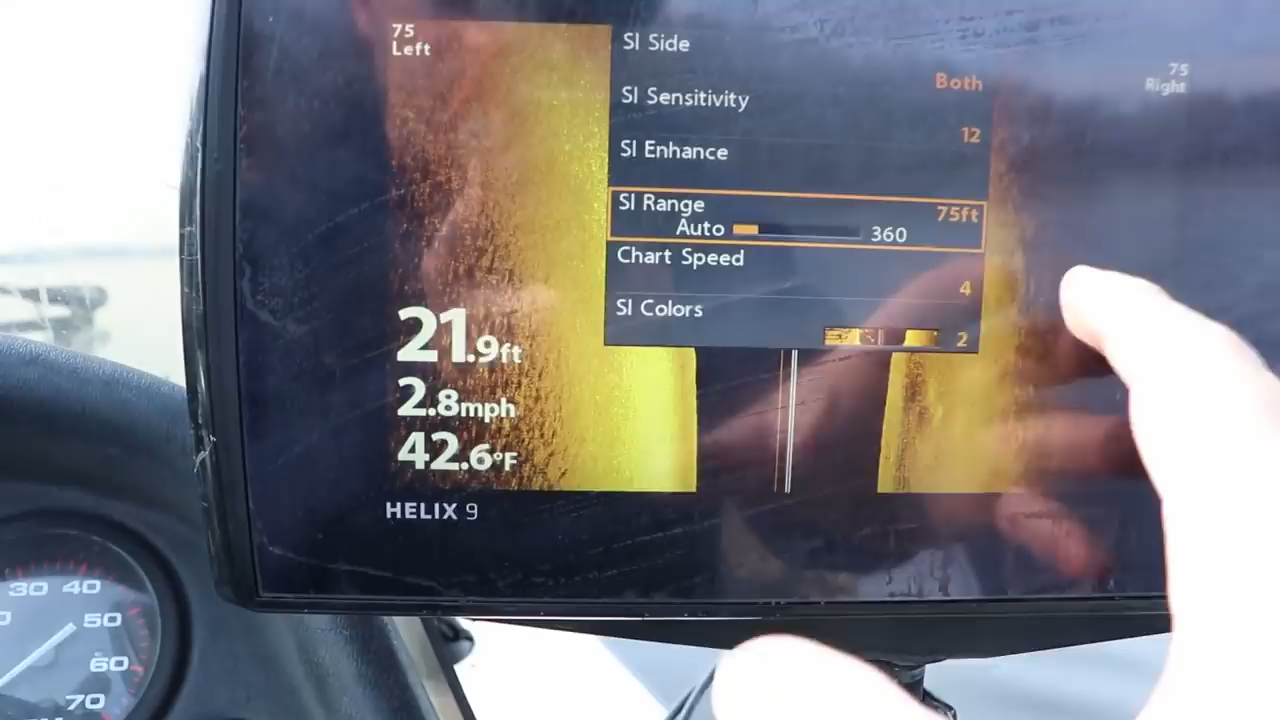 75
Left
SI Side
Both
75
Right
SI Sensitivity
12
SI Enhance
SI Range
75ft
Auto
360
Chart Speed
4
SI Colors
2
21.9ft
2.8mph
42.6°F
HELIX 9
30 40
50
60
70